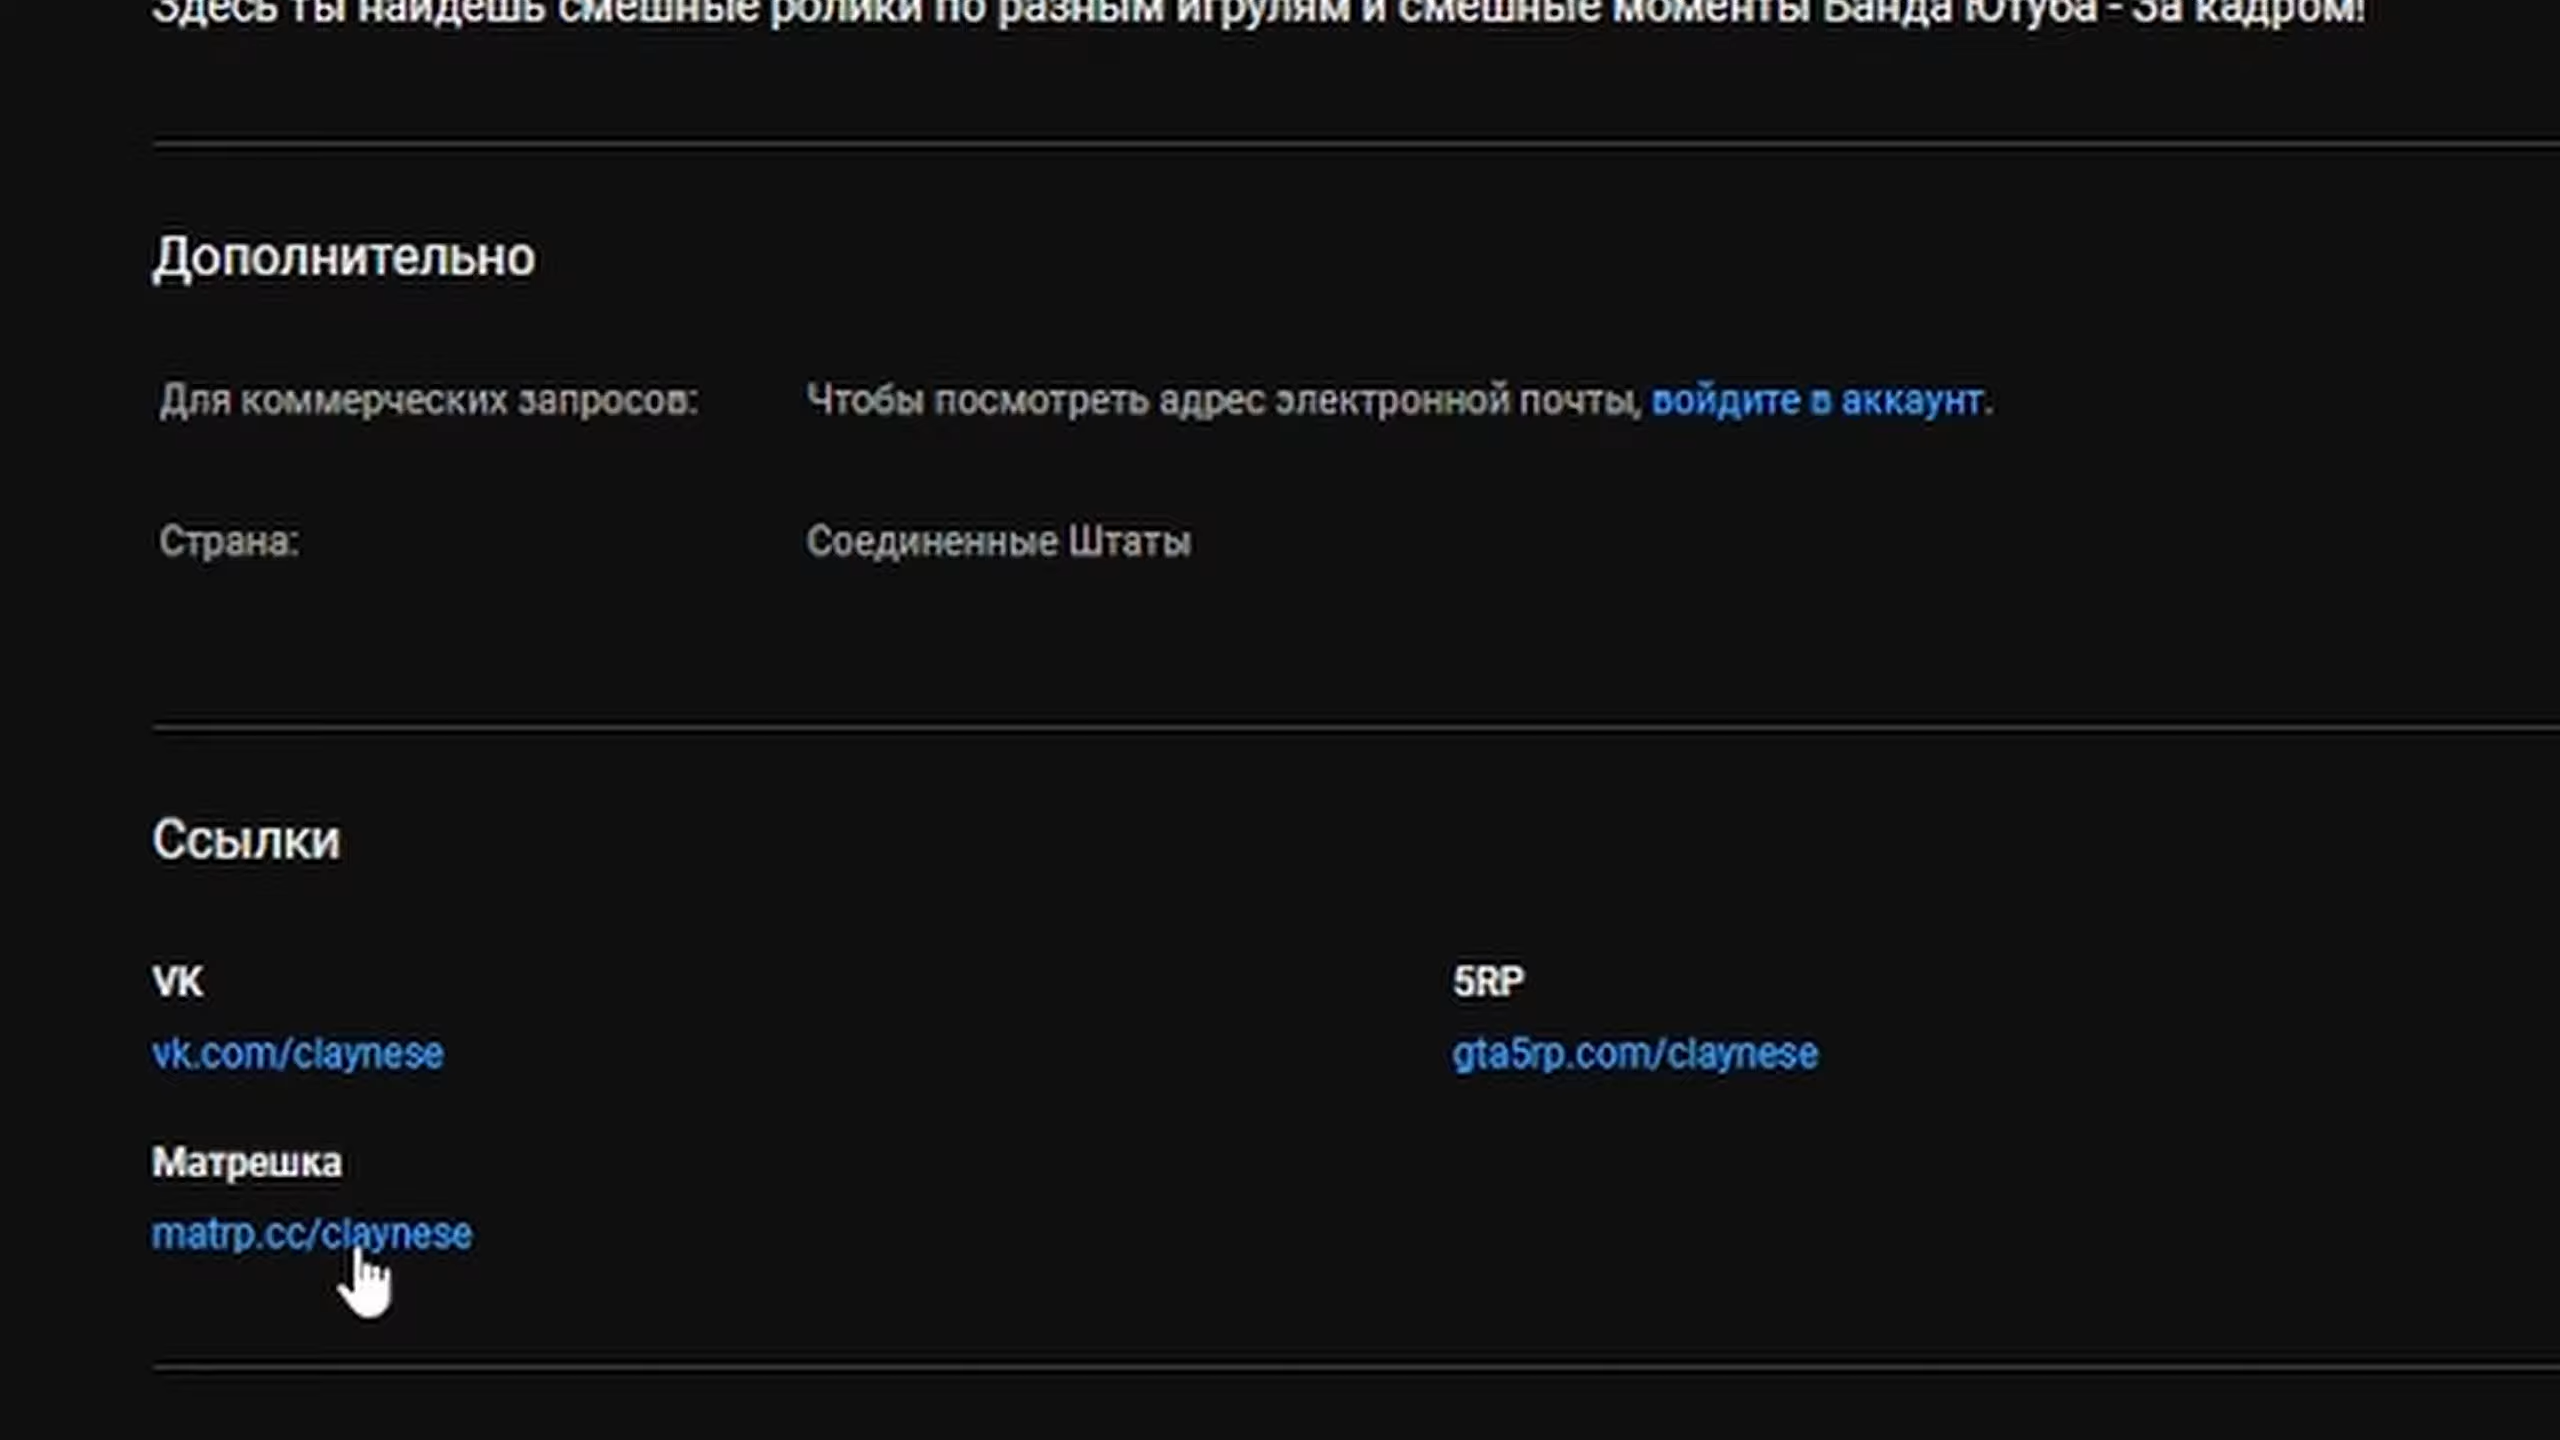 Здесь ты найдешь смешные ролики по разным игрулям и смешные моменты Банда Ютуба - За кадром!
Дополнительно
Для коммерческих запросов: Чтобы посмотреть адрес электронной почты, войдите в аккаунт.
Страна: Соединенные Штаты
Ссылки
VK 5RP
vk.com/claynese gta5rp.com/claynese
Матрешка
matrp.cc/claynese